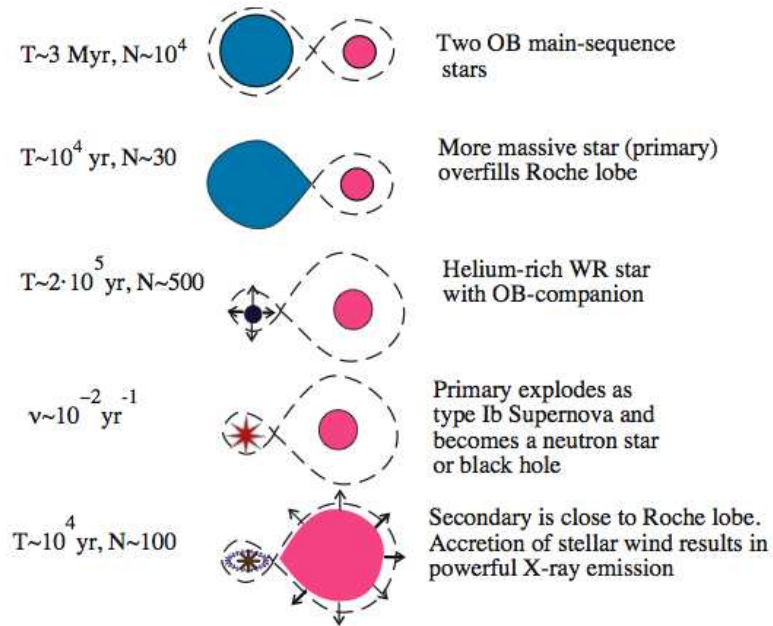 T~3 Myr, N~10^4
Two OB main-sequence
stars
T~10^4 yr, N~30
More massive star (primary)
overfills Roche lobe
T~2·10^5 yr, N~500
Helium-rich WR star
with OB-companion
ν~10^-2 yr^-1
Primary explodes as
type Ib Supernova and
becomes a neutron star
or black hole
T~10^4 yr, N~100
Secondary is close to Roche lobe.
Accretion of stellar wind results in
powerful X-ray emission